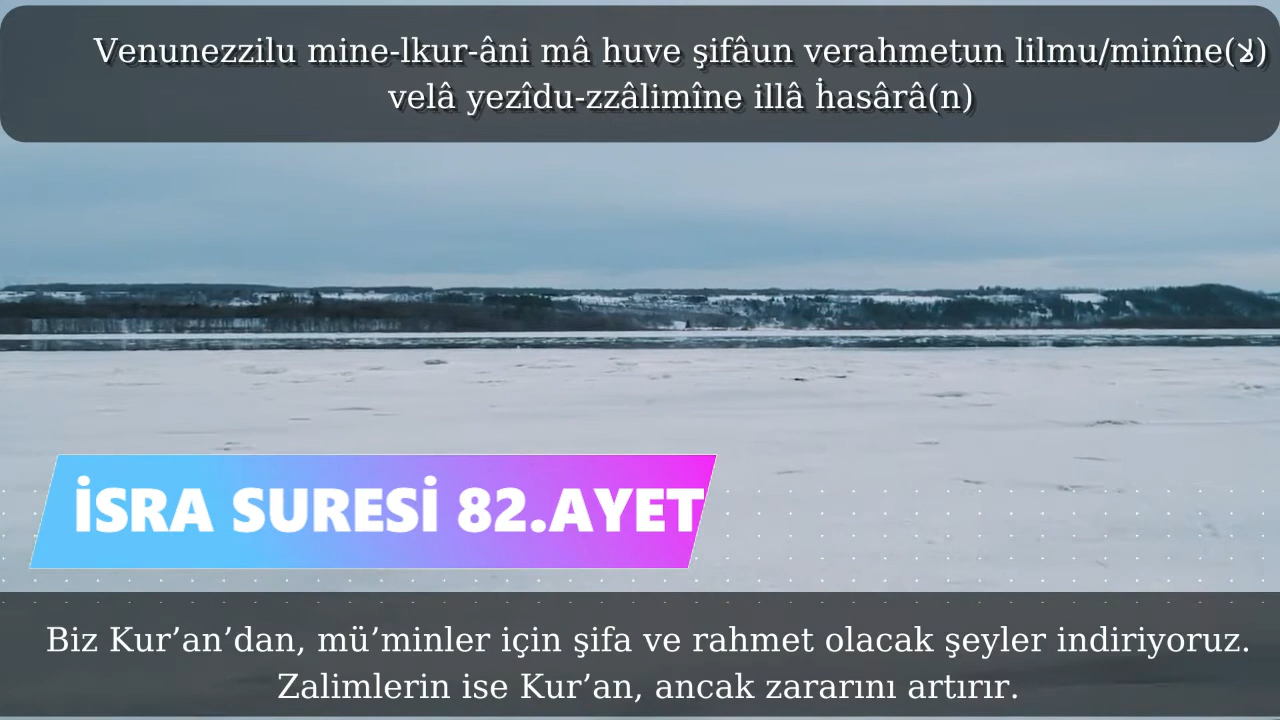 Venunezzilu mine-lkur-âni mâ huve şifâun verahmetun lilmu/minîne(ﻻ)
velâ yezîdu-zzâlimîne illâ ḣasârâ(n)
İSRA SURESİ 82.AYET
Biz Kur’an’dan, mü’minler için şifa ve rahmet olacak şeyler indiriyoruz.
Zalimlerin ise Kur’an, ancak zararını artırır.